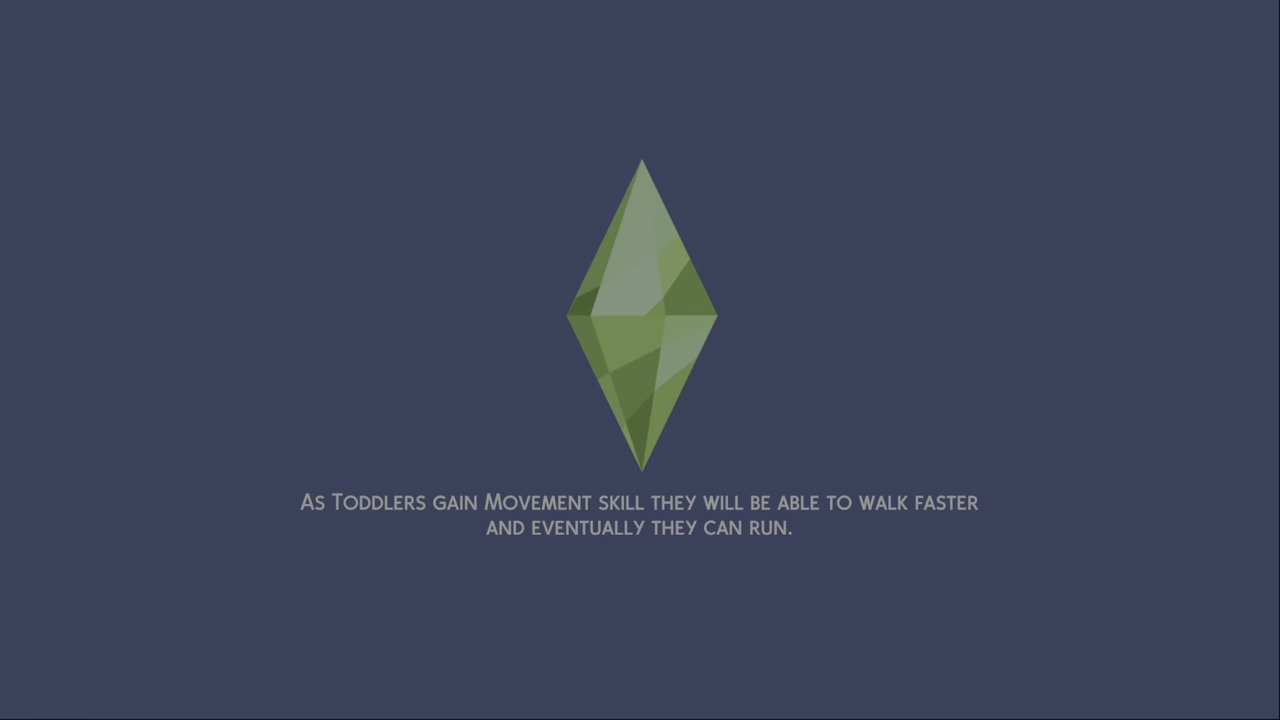 As Toddlers gain Movement skill they will be able to walk faster
and eventually they can run.